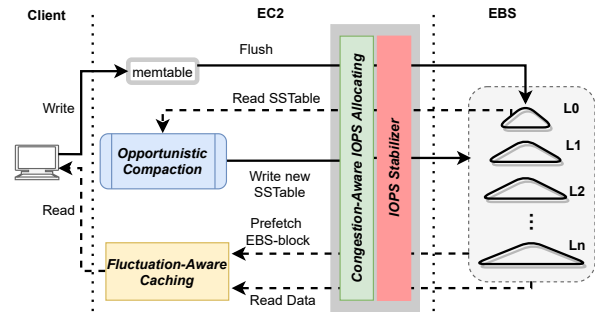 Client
EC2
EBS
Flush
memtable
Write
Read SSTable
L0
Opportunistic
Compaction
L1
Write new
SSTable
Congestion-Aware IOPS Allocating
IOPS Stabilizer
L2
Read
Prefetch
EBS-block
...
Ln
Fluctuation-Aware
Caching
Read Data